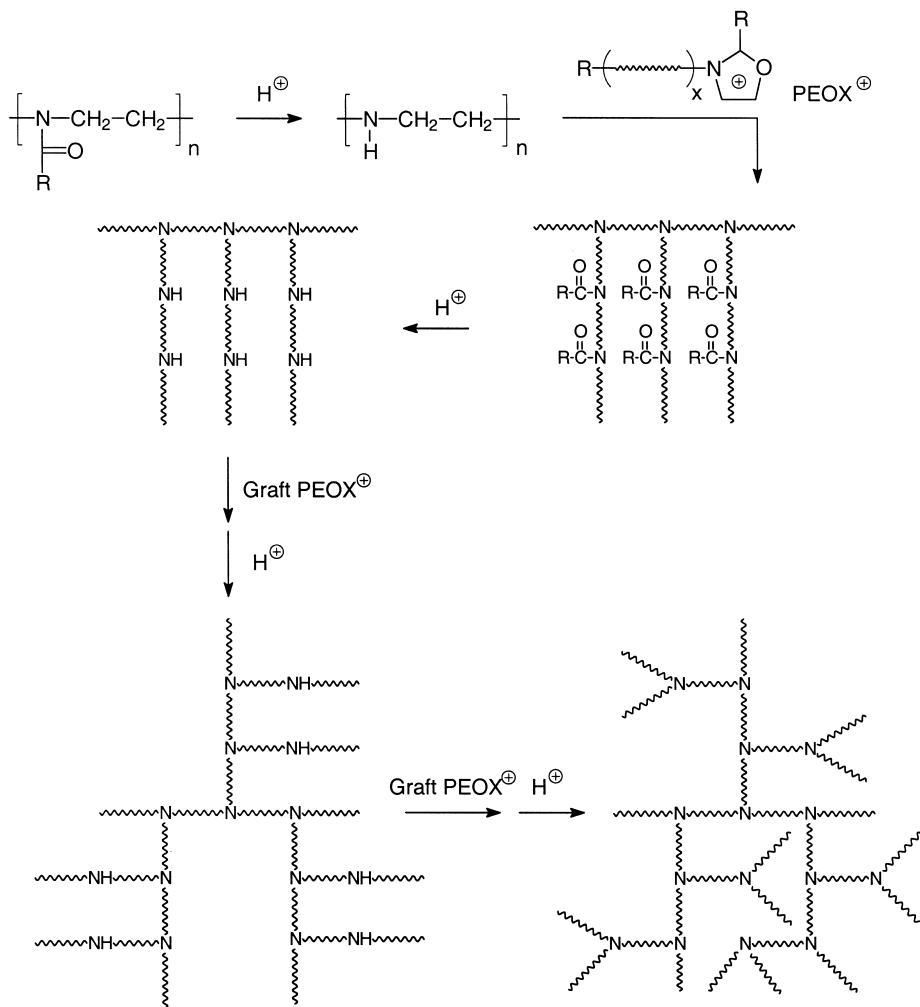 R
R N O
H⊕ x ⊕ PEOX⊕
N—CH2—CH2 n N—CH2—CH2 n
C=O H
R
N N N N N N
O O O
NH NH NH R-C-N R-C-N R-C-N
H⊕
O O O
NH NH NH R-C-N R-C-N R-C-N
Graft PEOX⊕
H⊕
N NH N N
N NH N N
Graft PEOX⊕ H⊕
N N N N N N
NH N N NH N N N N
NH N N NH N N N N